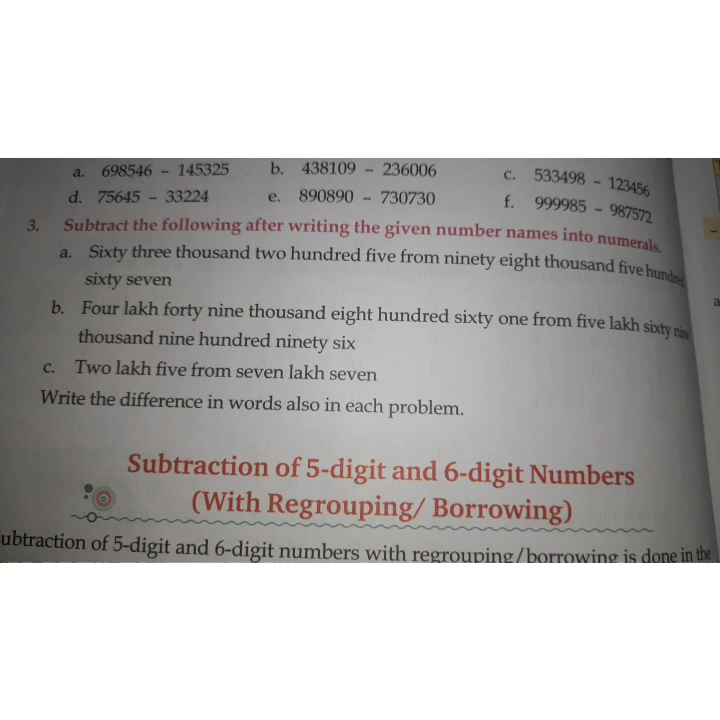 a. 698546 – 145325 b. 438109 – 236006 c. 533498 – 123456
d. 75645 – 33224 e. 890890 – 730730 f. 999985 – 987572
3. Subtract the following after writing the given number names into numerals.
a. Sixty three thousand two hundred five from ninety eight thousand five hundred
sixty seven
b. Four lakh forty nine thousand eight hundred sixty one from five lakh sixty nine
thousand nine hundred ninety six
c. Two lakh five from seven lakh seven
Write the difference in words also in each problem.
Subtraction of 5-digit and 6-digit Numbers
(With Regrouping/ Borrowing)
ubtraction of 5-digit and 6-digit numbers with regrouping/borrowing is done in the